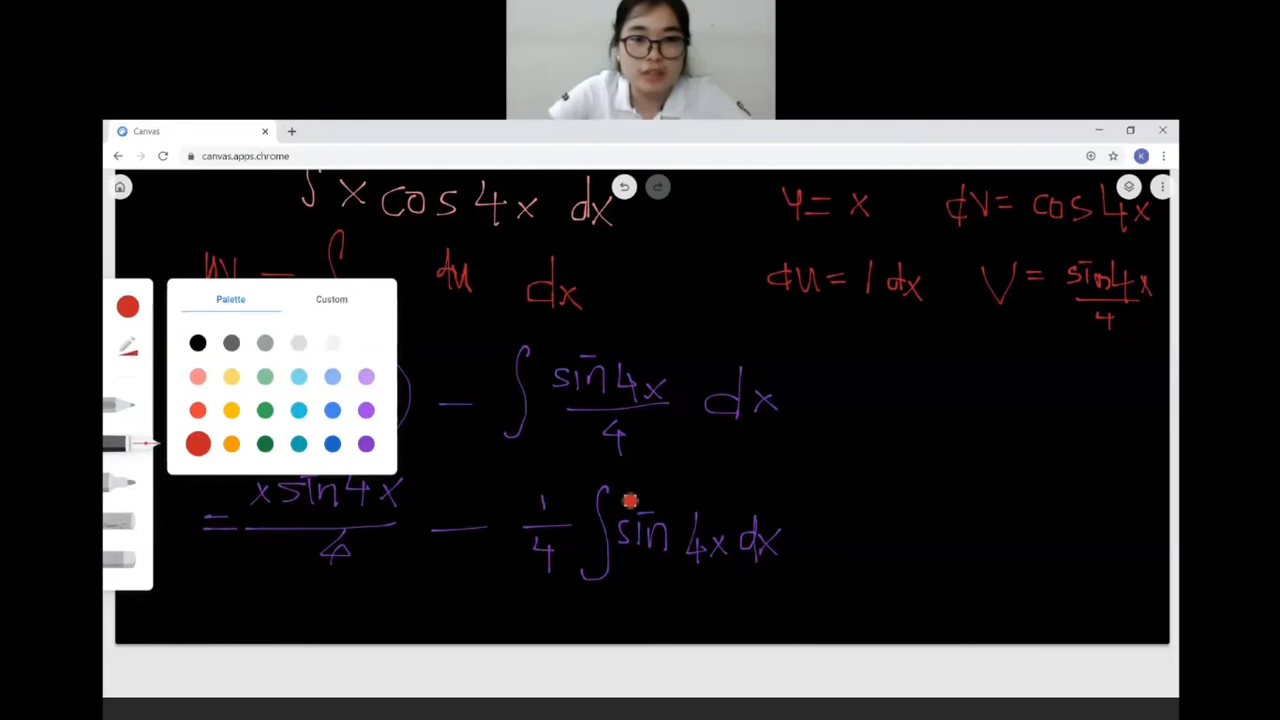 Canvas
canvas.apps.chrome
K
∫ x cos 4x dx
u = x dv = cos 4x
uv - ∫ du dx
du = 1 dx v = sin4x/4
Palette Custom
) - ∫ sin4x/4 dx
= x sin 4x/4 - 1/4 ∫ sin 4x dx